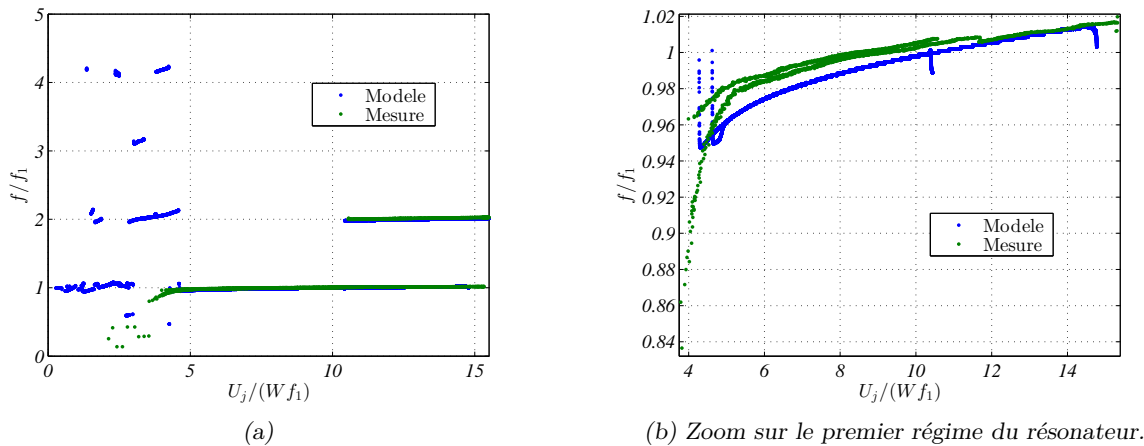 5
4
3
2
1
0
f/f₁
0
5
10
15
U_j/(Wf₁)
Modele
Mesure
(a)
1.02
1
0.98
0.96
0.94
0.92
0.9
0.88
0.86
0.84
f/f₁
4
6
8
10
12
14
U_j/(Wf₁)
Modele
Mesure
(b) Zoom sur le premier régime du résonateur.